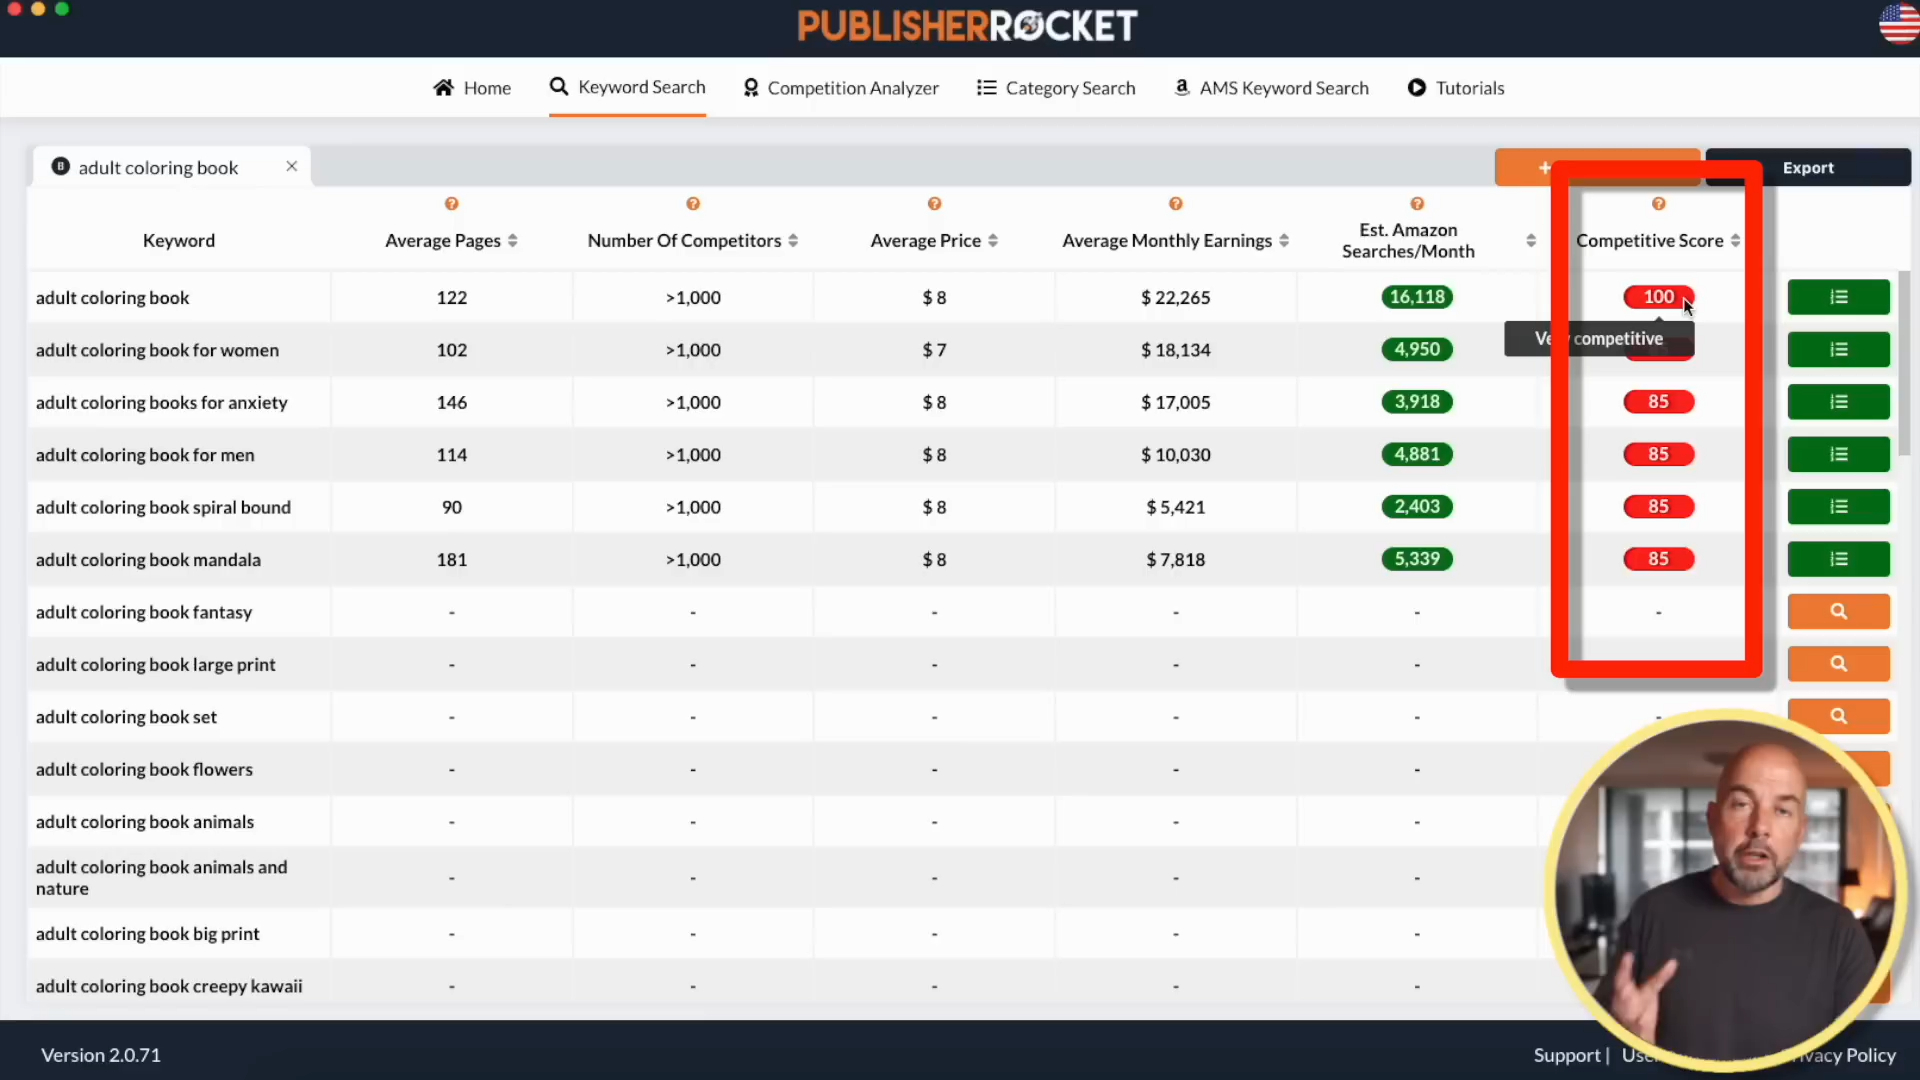 PUBLISHERROCKET
Home
Keyword Search
Competition Analyzer
Category Search
AMS Keyword Search
Tutorials
adult coloring book
Export
Keyword
Average Pages
Number Of Competitors
Average Price
Average Monthly Earnings
Est. Amazon
Searches/Month
Competitive Score
adult coloring book 122 >1,000 $ 8 $ 22,265 16,118 100
Very competitive
adult coloring book for women 102 >1,000 $ 7 $ 18,134 4,950
adult coloring books for anxiety 146 >1,000 $ 8 $ 17,005 3,918 85
adult coloring book for men 114 >1,000 $ 8 $ 10,030 4,881 85
adult coloring book spiral bound 90 >1,000 $ 8 $ 5,421 2,403 85
adult coloring book mandala 181 >1,000 $ 8 $ 7,818 5,339 85
adult coloring book fantasy - - - - - -
adult coloring book large print - - - - -
adult coloring book set - - - - - -
adult coloring book flowers - - - - -
adult coloring book animals - - - - -
adult coloring book animals and
nature - - - - -
adult coloring book big print - - - - -
adult coloring book creepy kawaii - - - - -
Version 2.0.71
Support |
Policy